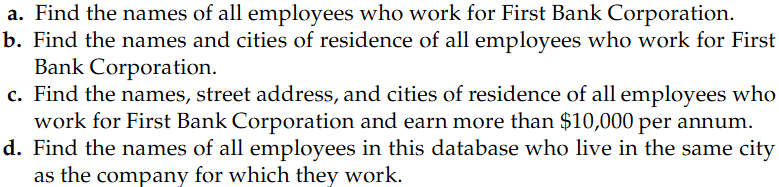 a. Find the names of all employees who work for First Bank Corporation.
b. Find the names and cities of residence of all employees who work for First
Bank Corporation.
c. Find the names, street address, and cities of residence of all employees who
work for First Bank Corporation and earn more than $10,000 per annum.
d. Find the names of all employees in this database who live in the same city
as the company for which they work.